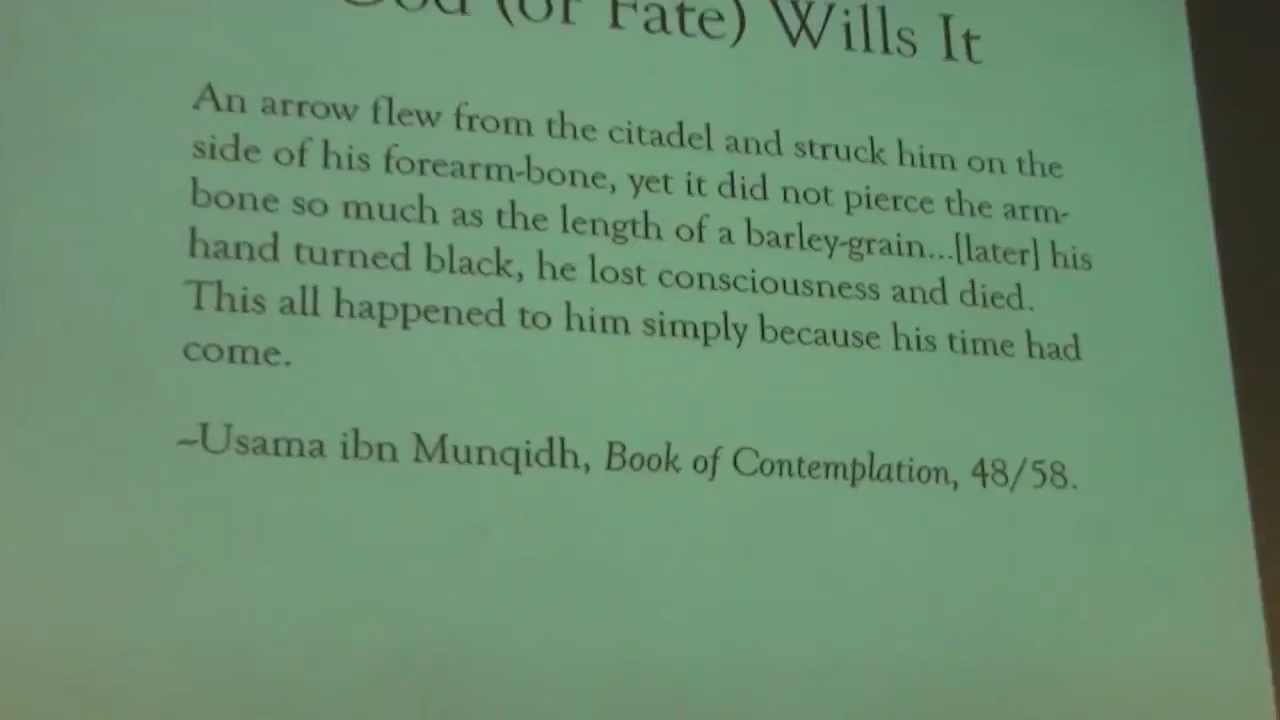 God (or Fate) Wills It
An arrow flew from the citadel and struck him on the
side of his forearm-bone, yet it did not pierce the arm-
bone so much as the length of a barley-grain...[later] his
hand turned black, he lost consciousness and died.
This all happened to him simply because his time had
come.
–Usama ibn Munqidh, Book of Contemplation, 48/58.